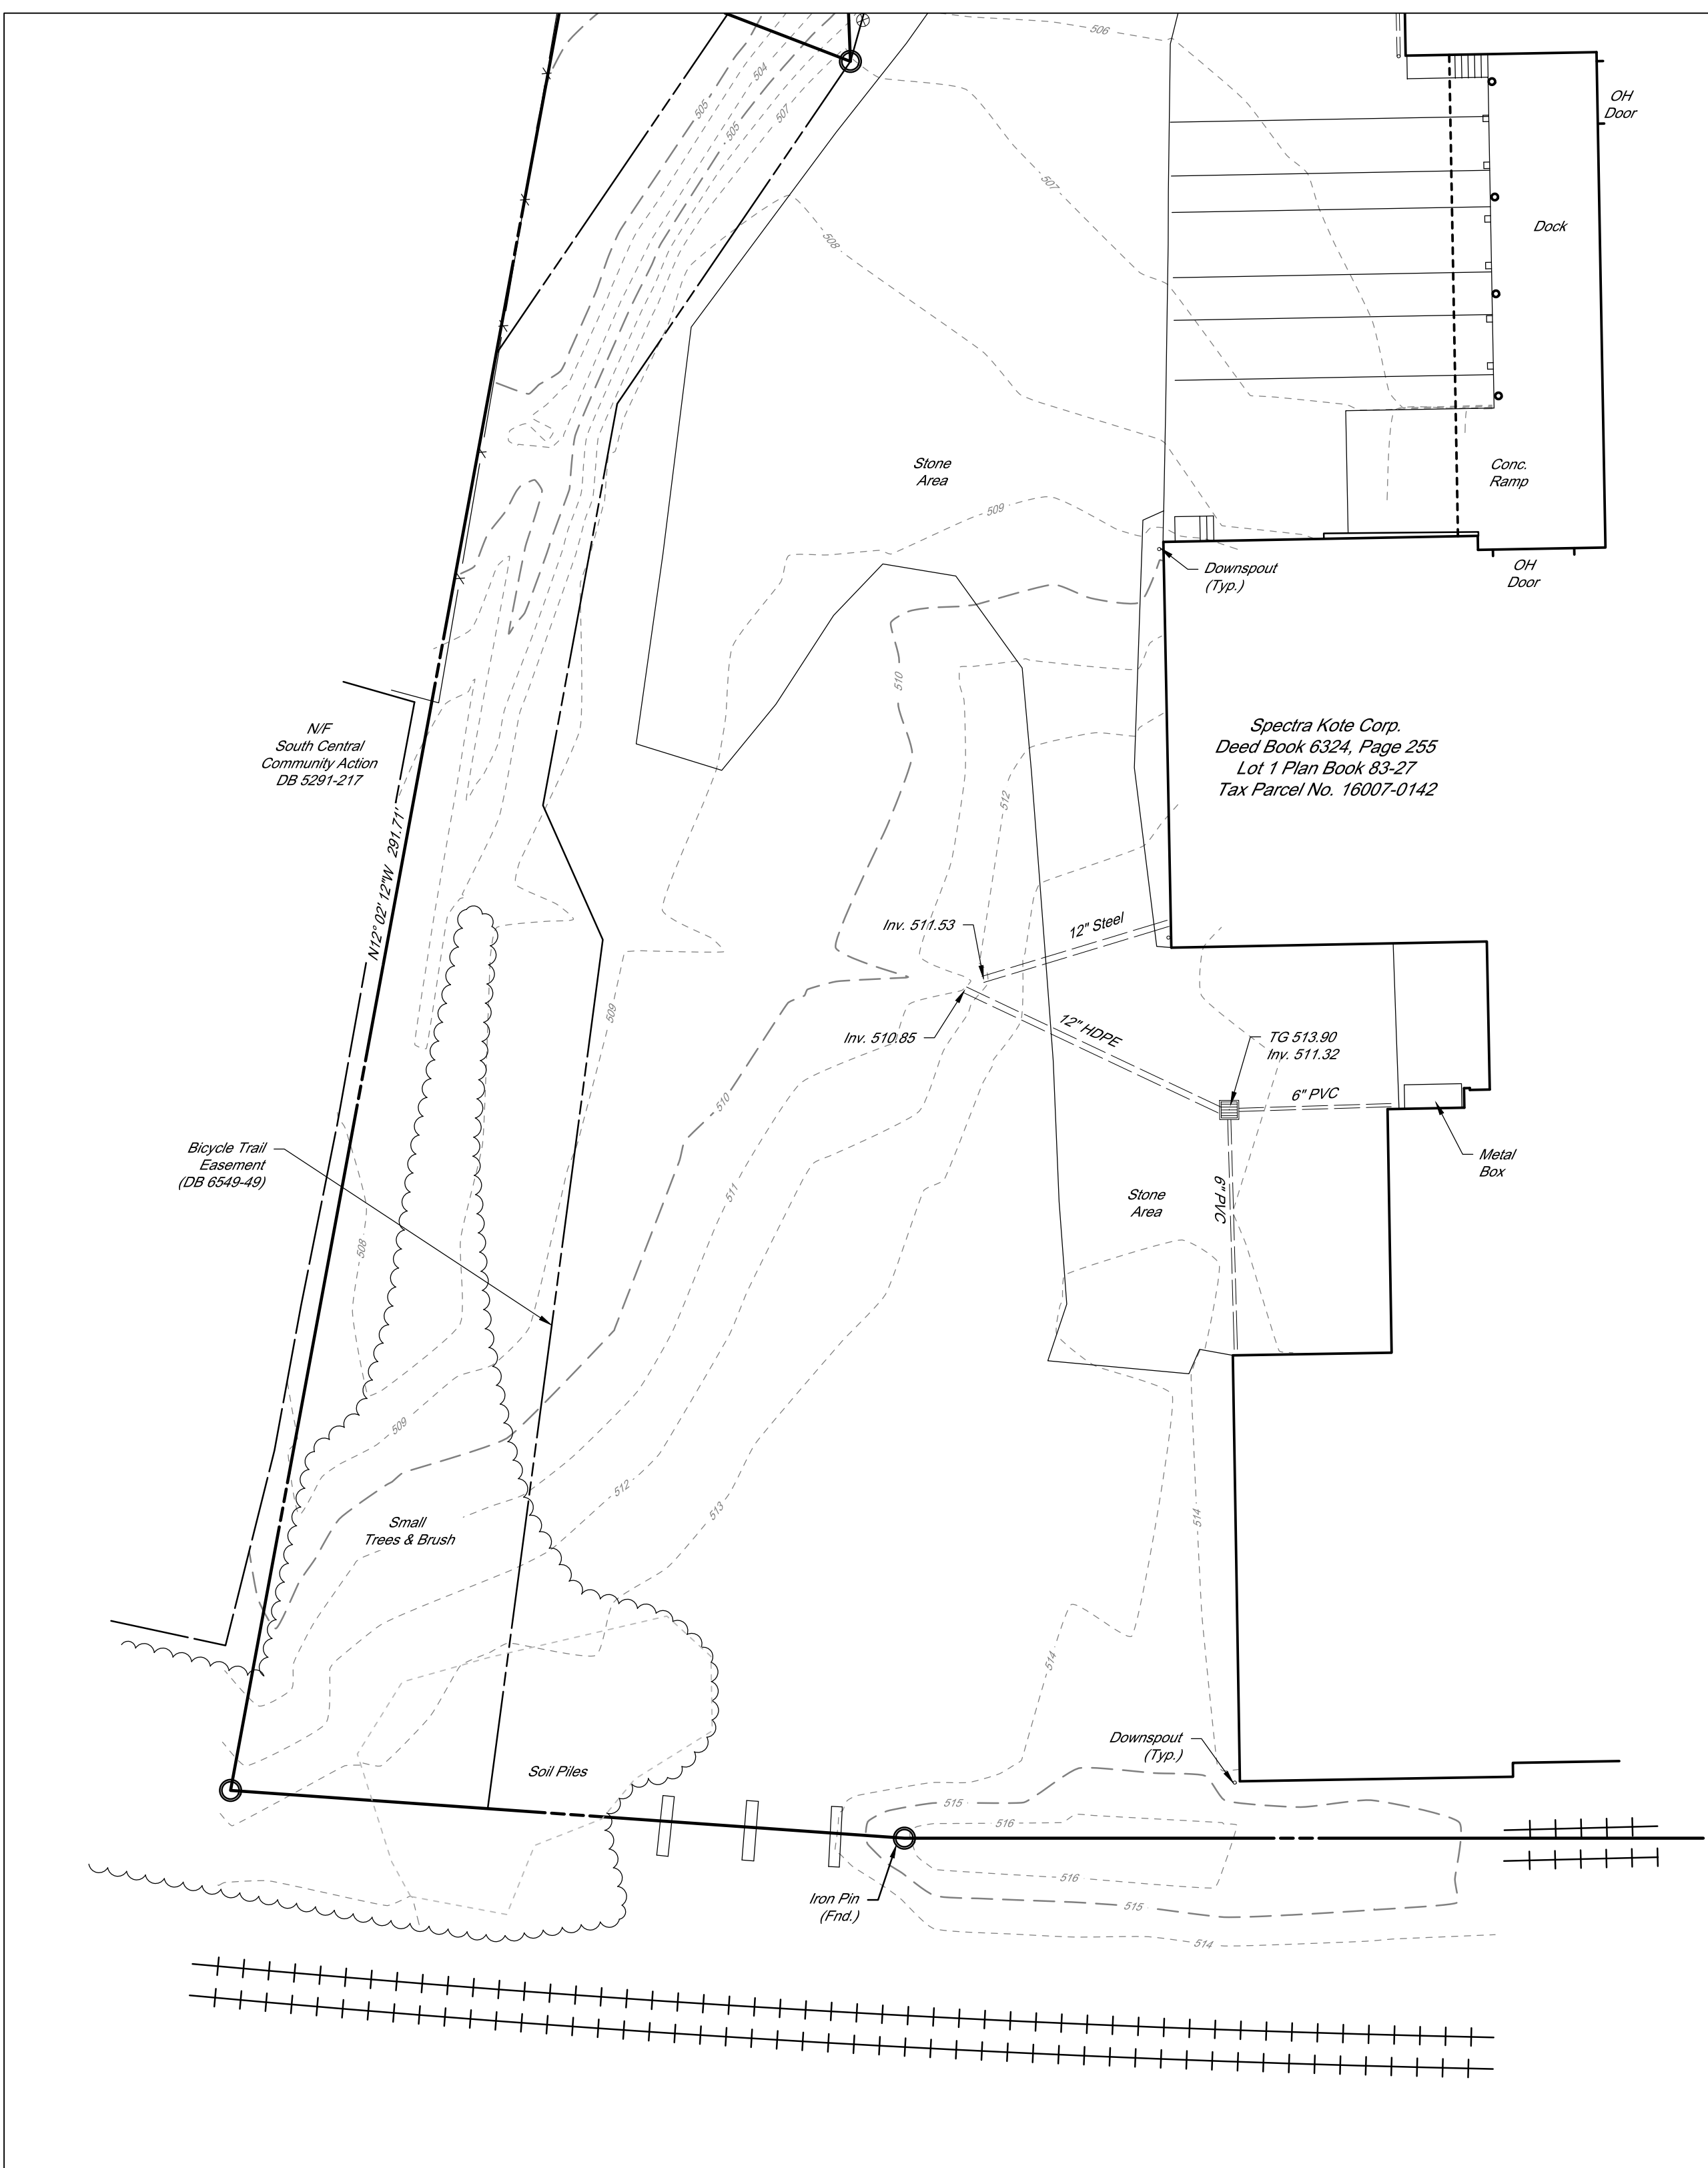 506
504
505
505
507
OH
Door
507
508
Dock
Stone
Area
Conc.
Ramp
509
Downspout
(Typ.)
OH
Door
510
N/F
South Central
Community Action
DB 5291-217
Spectra Kote Corp.
Deed Book 6324, Page 255
Lot 1 Plan Book 83-27
Tax Parcel No. 16007-0142
512
N12° 02' 12"W 291.71'
Inv. 511.53
12" Steel
509
Inv. 510.85
12" HDPE
TG 513.90
Inv. 511.32
6" PVC
510
Bicycle Trail
Easement
(DB 6549-49)
Metal
Box
511
Stone
Area
6" PVC
508
509
512
513
514
Small
Trees & Brush
514
Downspout
(Typ.)
Soil Piles
515
516
516
Iron Pin
(Fnd.)
515
514